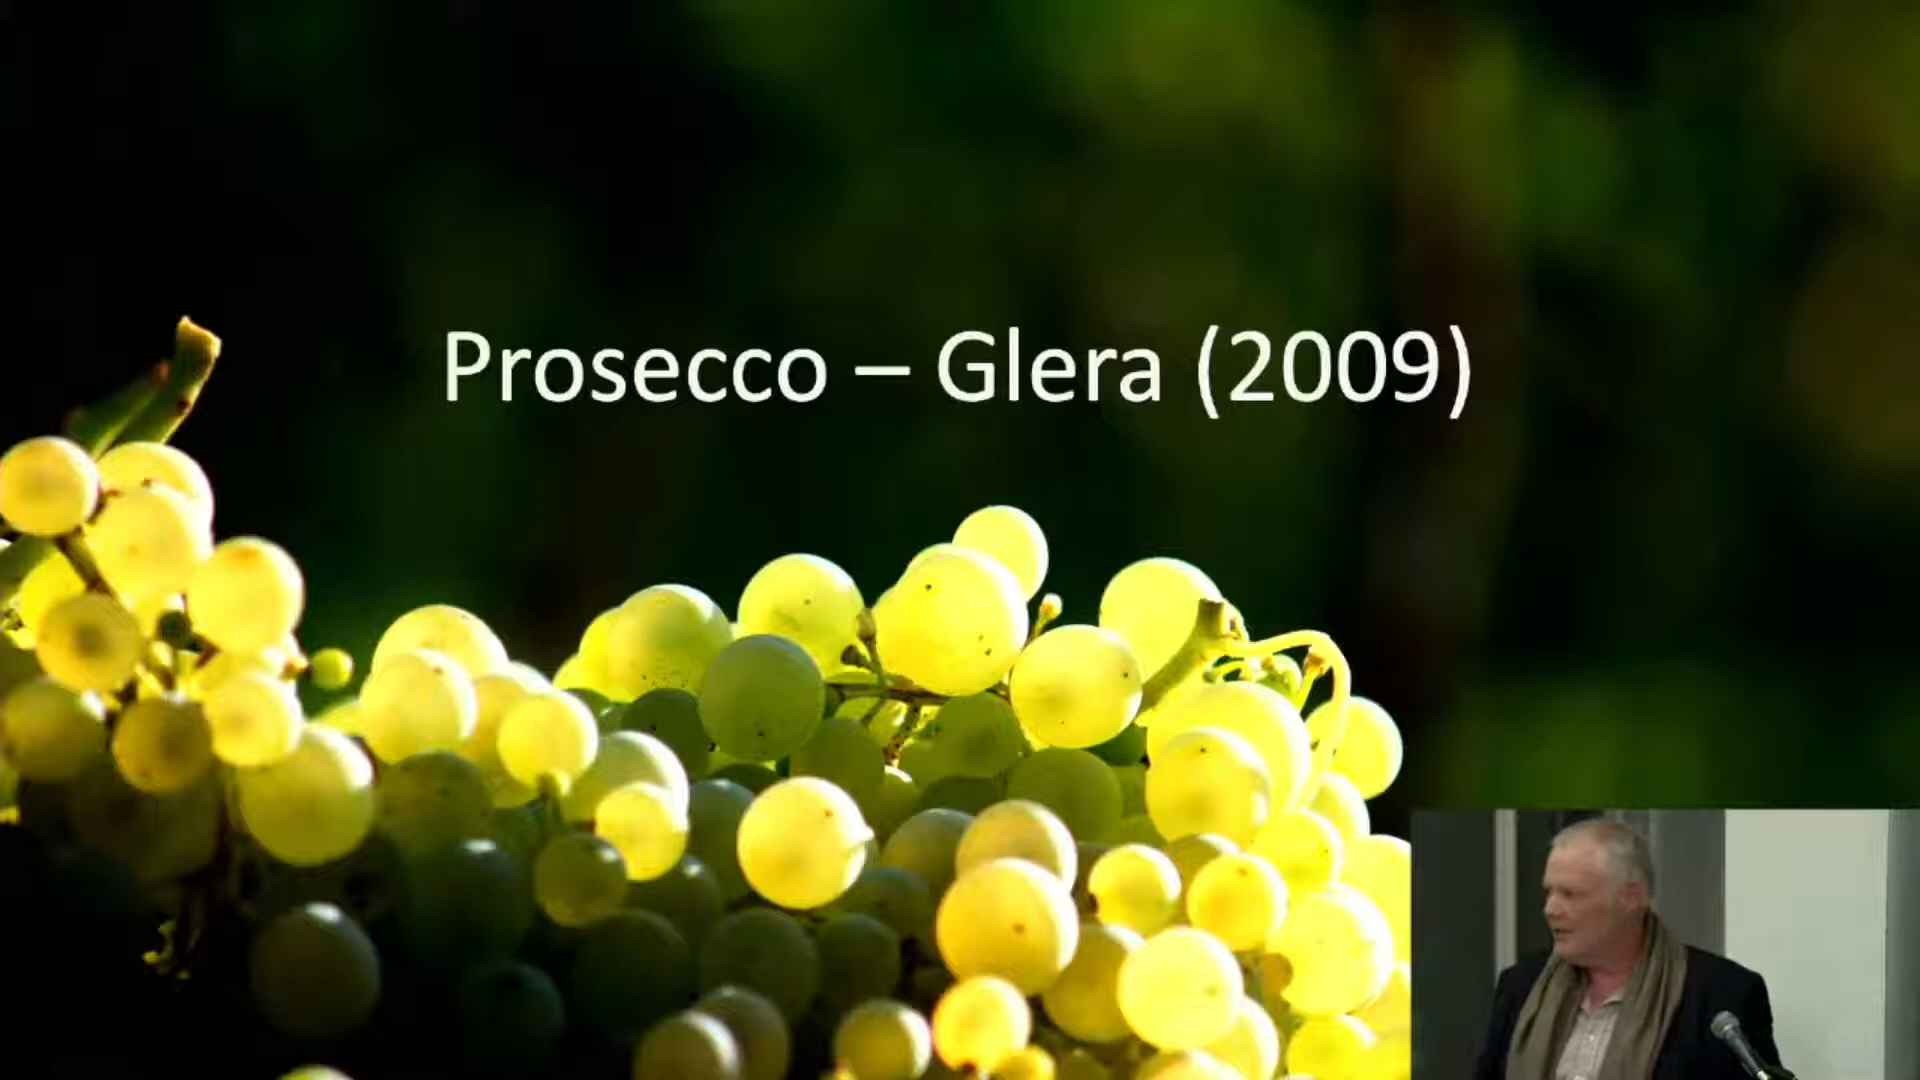 Prosecco – Glera (2009)